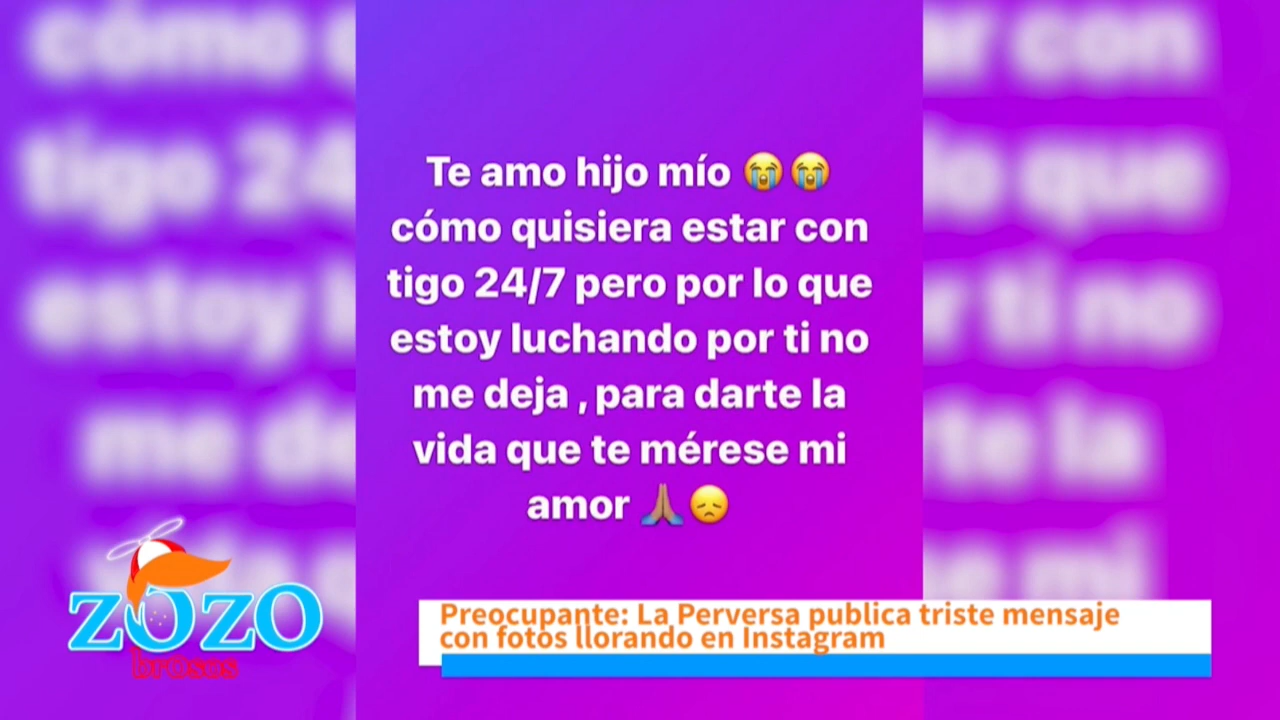 Te amo hijo mío 😭😭
cómo quisiera estar con
tigo 24/7 pero por lo que
estoy luchando por ti no
me deja , para darte la
vida que te mérese mi
amor 🙏🏽😞
ZOZO
brosos
Preocupante: La Perversa publica triste mensaje
con fotos llorando en Instagram